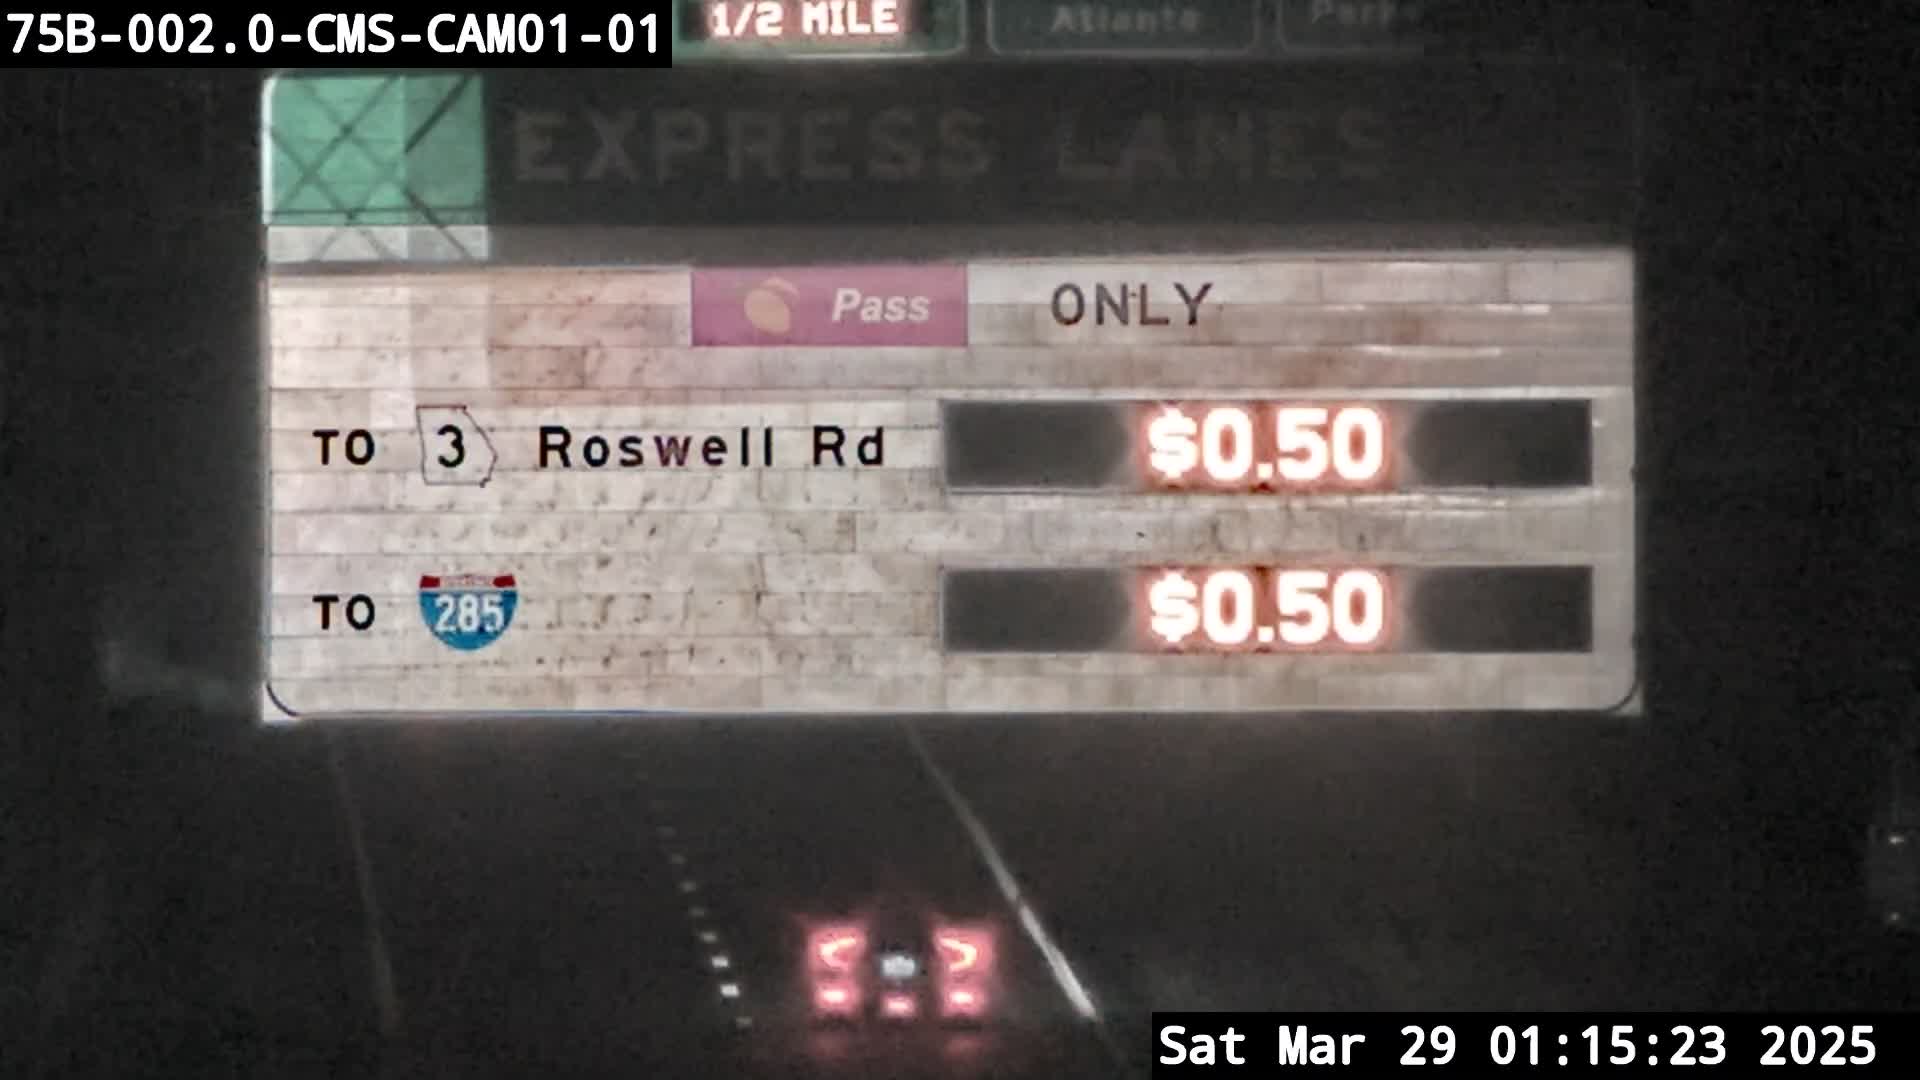 75B-002.0-CMS-CAM01-01
1/2 MILE
Atlanta
EXPRESS LANES
Pass ONLY
TO 3 Roswell Rd $0.50
TO 285 $0.50
Sat Mar 29 01:15:23 2025